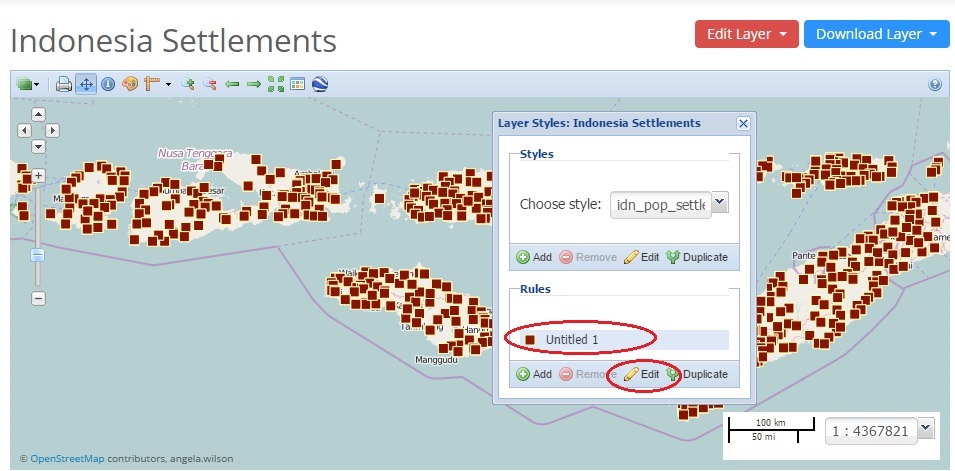 Indonesia Settlements
Edit Layer
Download Layer
Layer Styles: Indonesia Settlements
Nusa Tenggara
Bara
Styles
Choose style: idn_pop_settle
Add Remove Edit Duplicate
Rules
Untitled 1
Add Remove Edit Duplicate
Manggudu
100 km
50 mi
1 : 4367821
© OpenStreetMap contributors, angela.wilson